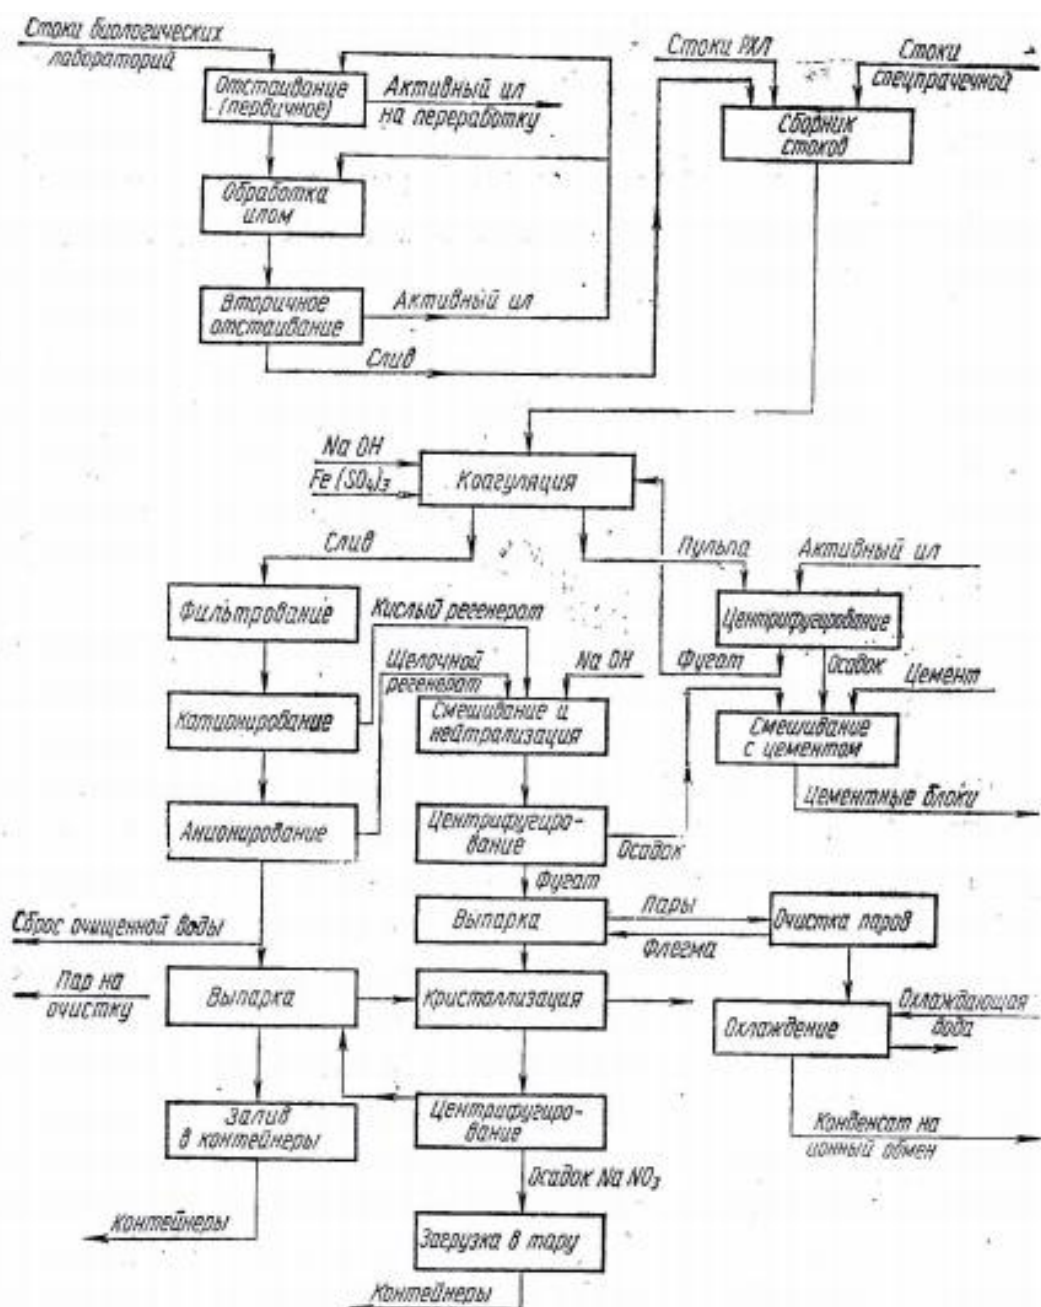 Стоки биологических
лабораторий
Отстаивание
(первичное)
Активный ил
на переработку
Стоки РХЛ
Стоки
спецпрачечной
Сборник
стоков
Обработка
илом
Вторичное
отстаивание
Активный ил
Слив
Na OH
Fe (SO₄)₃
Коагуляция
Слив
Пульпа
Активный ил
Фильтрование
Кислый регенерат
Центрифугирование
Щелочной
регенерат
Na OH
Фугат
Осадок
Цемент
Катионирование
Смешивание и
нейтрализация
Смешивание
с цементом
Цементные блоки
Анионирование
Центрифугиро-
вание
Осадок
Фугат
Выпарка
Пары
Флегма
Очистка паров
Сброс очищенной воды
Пар на
очистку
Выпарка
Кристаллизация
Охлаждение
Охлаждающая
вода
Залив
в контейнеры
Центрифугиро-
вание
Конденсат на
ионный обмен
Осадок Na NO₃
Контейнеры
Загрузка в тару
Контейнеры